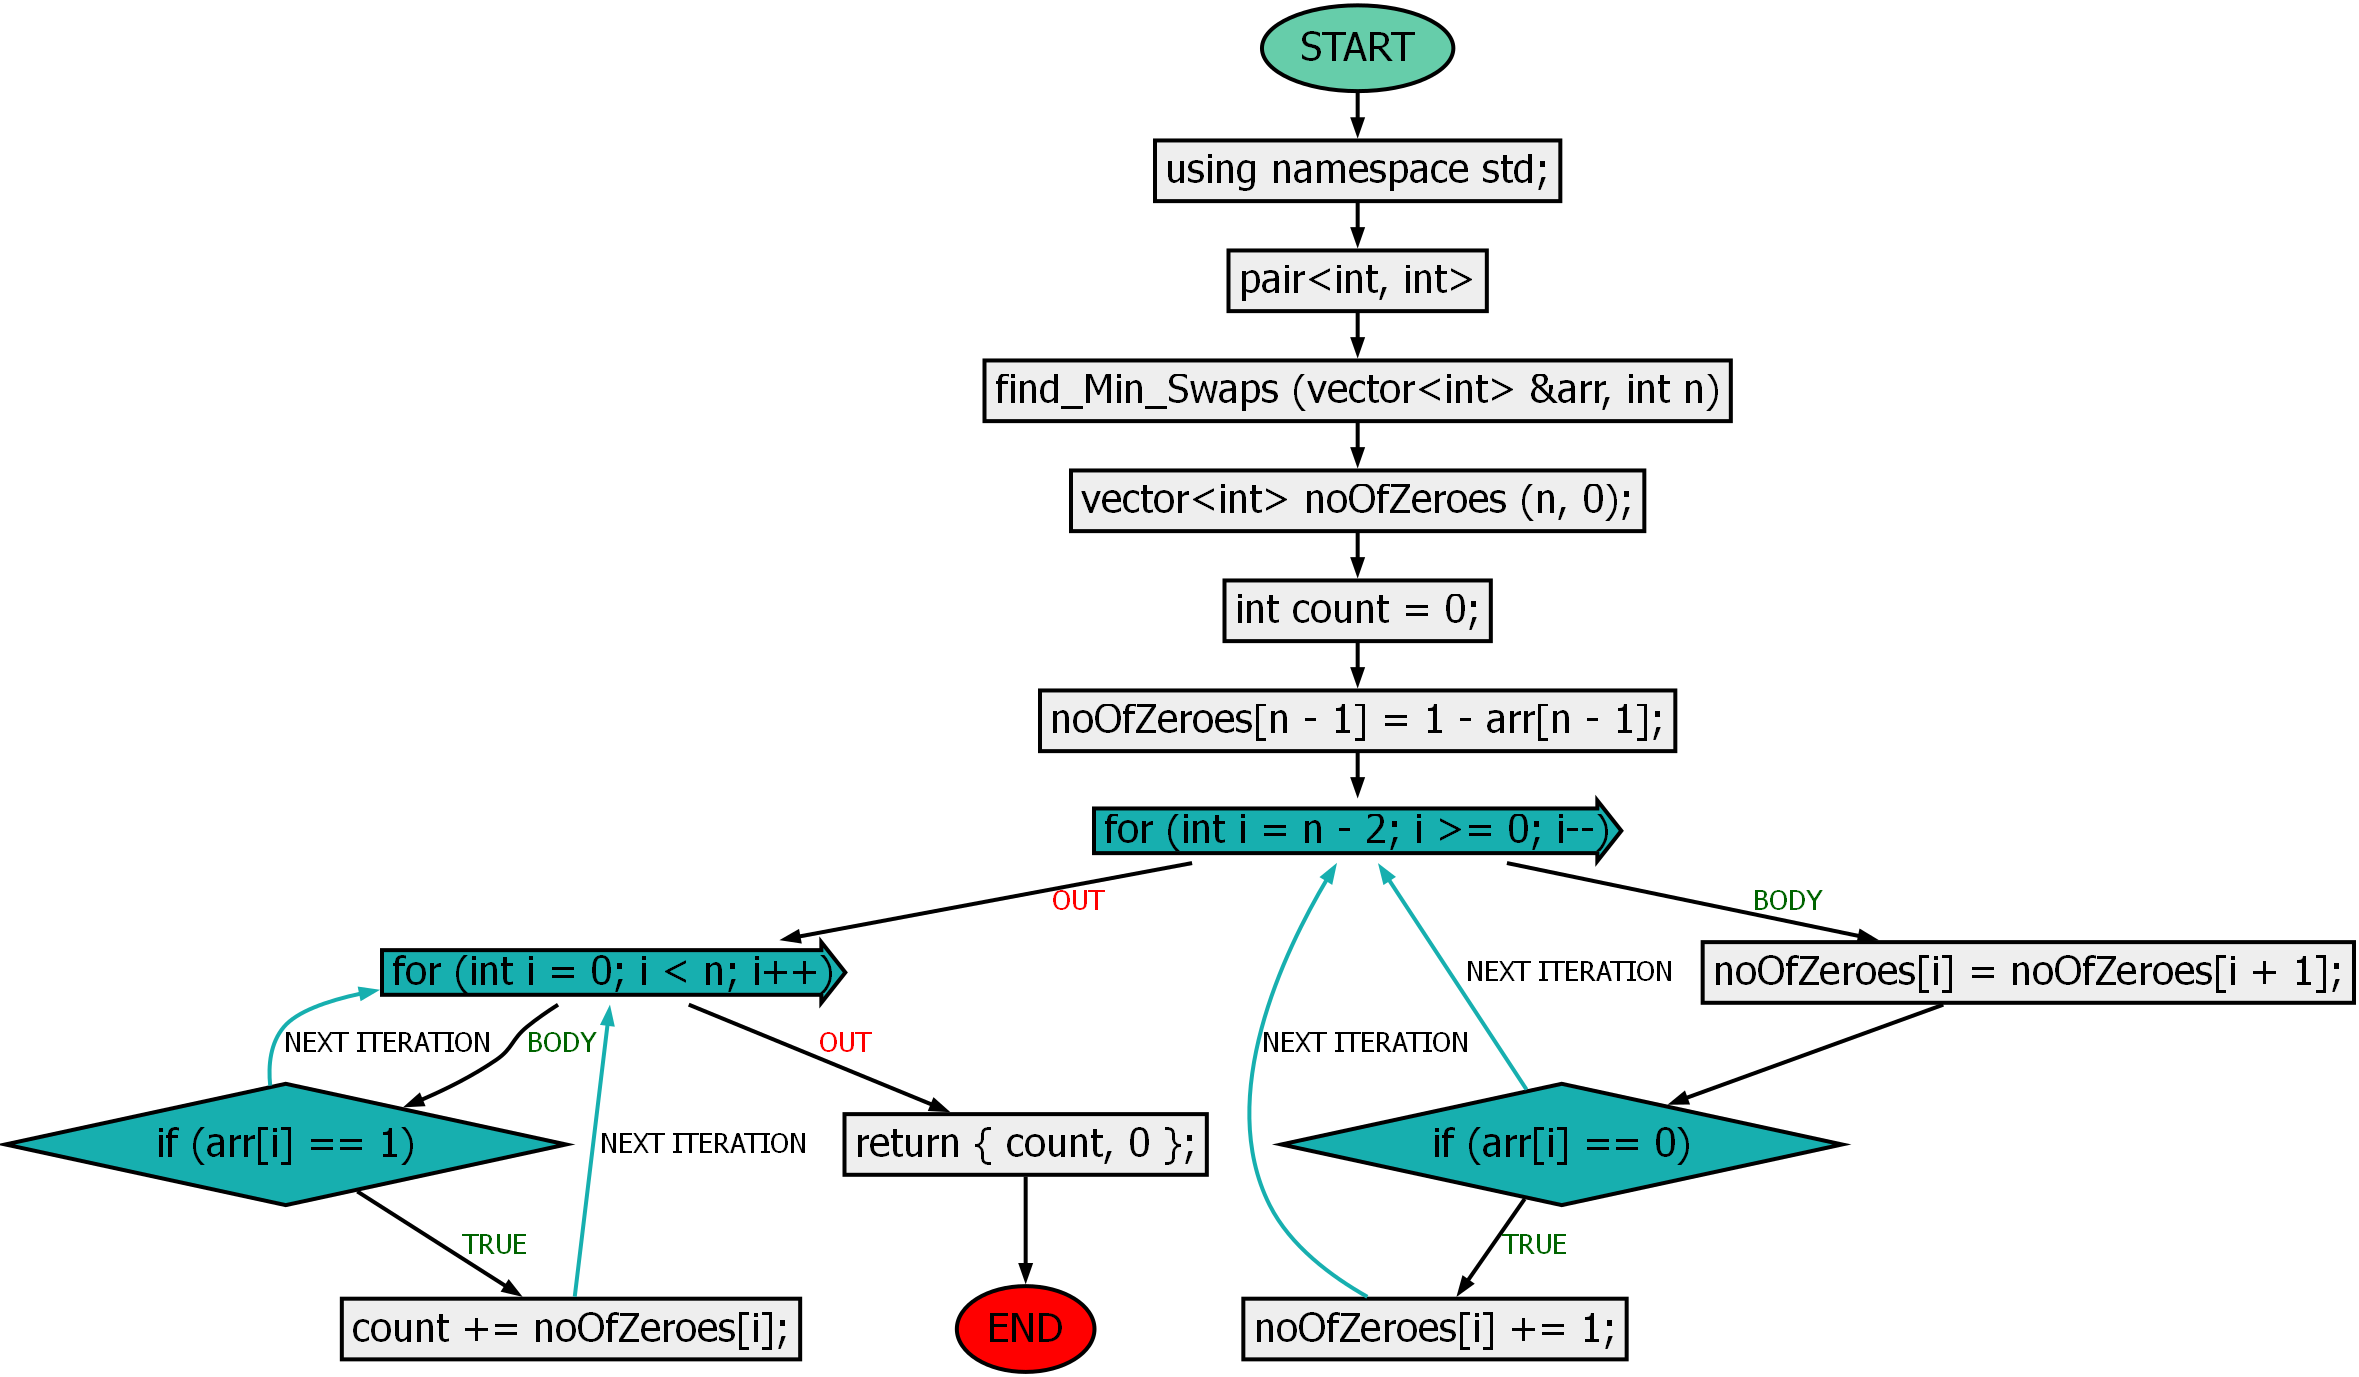 START
using namespace std;
pair<int, int>
find_Min_Swaps (vector<int> &arr, int n)
vector<int> noOfZeroes (n, 0);
int count = 0;
noOfZeroes[n - 1] = 1 - arr[n - 1];
for (int i = n - 2; i >= 0; i--)
OUT
BODY
for (int i = 0; i < n; i++)
NEXT ITERATION
noOfZeroes[i] = noOfZeroes[i + 1];
NEXT ITERATION
BODY
OUT
NEXT ITERATION
if (arr[i] == 1)
NEXT ITERATION
return { count, 0 };
if (arr[i] == 0)
TRUE
TRUE
count += noOfZeroes[i];
END
noOfZeroes[i] += 1;